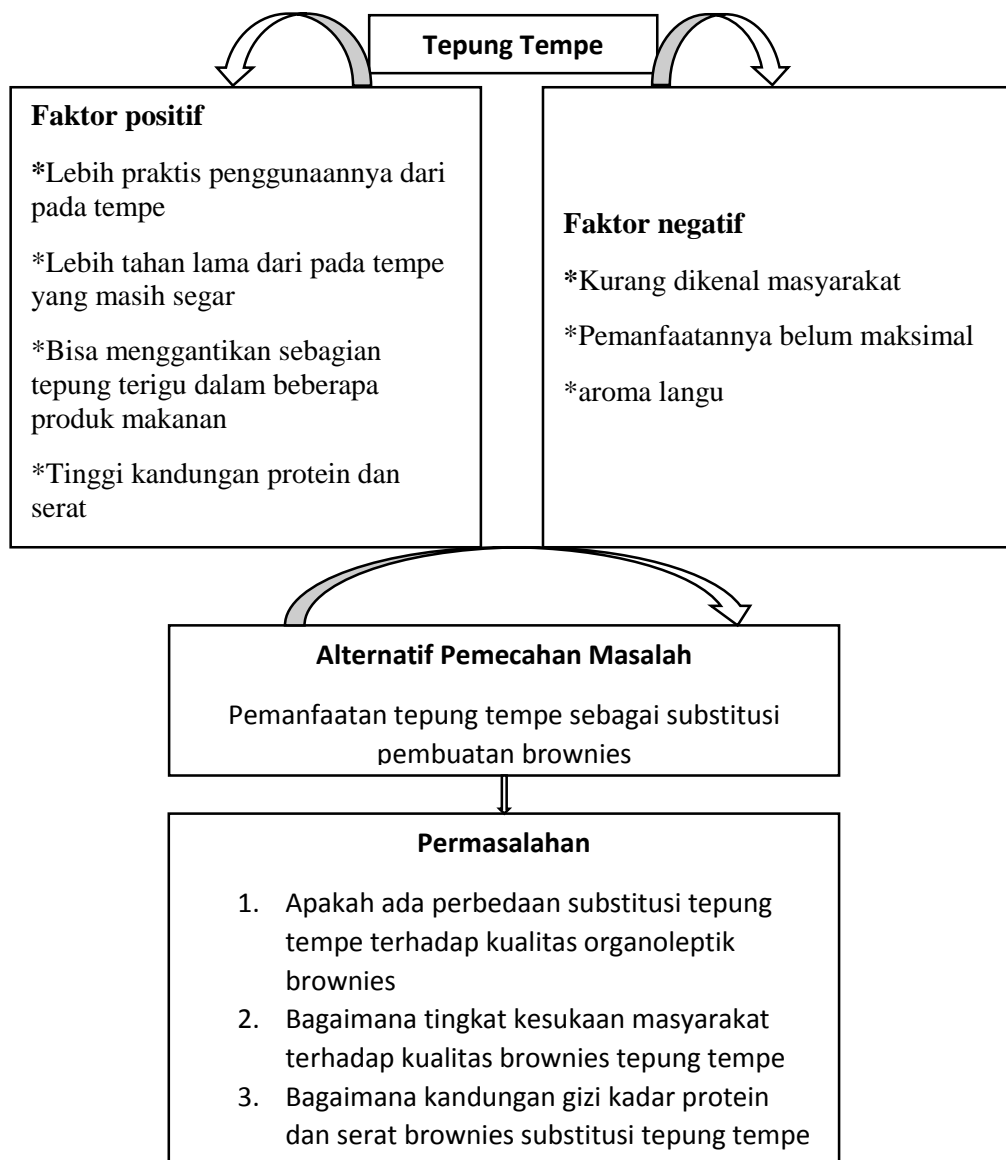 Tepung Tempe
Faktor positif
*Lebih praktis penggunaannya dari
pada tempe
*Lebih tahan lama dari pada tempe
yang masih segar
*Bisa menggantikan sebagian
tepung terigu dalam beberapa
produk makanan
*Tinggi kandungan protein dan
serat
Faktor negatif
*Kurang dikenal masyarakat
*Pemanfaatannya belum maksimal
*aroma langu
Alternatif Pemecahan Masalah
Pemanfaatan tepung tempe sebagai substitusi
pembuatan brownies
Permasalahan
1. Apakah ada perbedaan substitusi tepung
tempe terhadap kualitas organoleptik
brownies
2. Bagaimana tingkat kesukaan masyarakat
terhadap kualitas brownies tepung tempe
3. Bagaimana kandungan gizi kadar protein
dan serat brownies substitusi tepung tempe